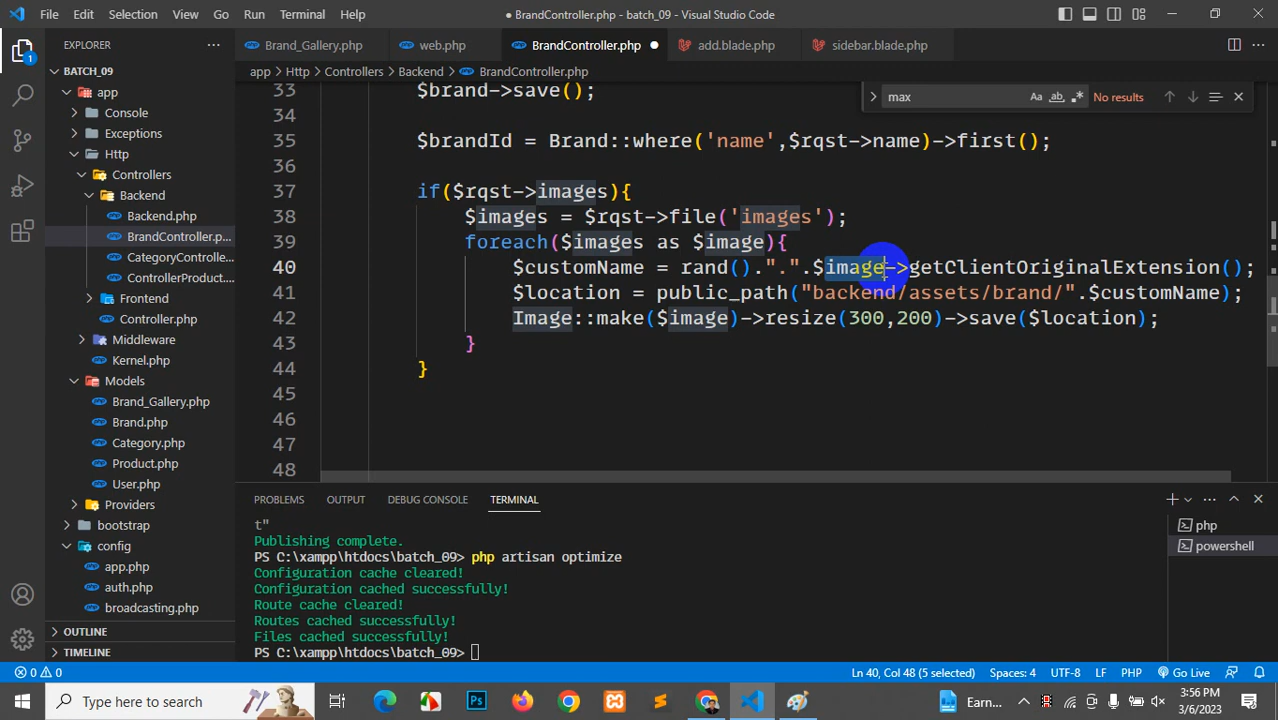 File Edit Selection View Go Run Terminal Help
● BrandController.php - batch_09 - Visual Studio Code
EXPLORER
Brand_Gallery.php
web.php
BrandController.php
add.blade.php
sidebar.blade.php
BATCH_09
app > Http > Controllers > Backend > BrandController.php
app
Console
Exceptions
Http
Controllers
Backend
Backend.php
BrandController.p...
CategoryControlle...
ControllerProduct...
Frontend
Controller.php
Middleware
Kernel.php
Models
Brand_Gallery.php
Brand.php
Category.php
Product.php
User.php
Providers
bootstrap
config
app.php
auth.php
broadcasting.php
OUTLINE
TIMELINE
max
Aa
ab
No results
33 $brand->save();
34
35 $brandId = Brand::where('name',$rqst->name)->first();
36
37 if($rqst->images){
38 $images = $rqst->file('images');
39 foreach($images as $image){
40 $customName = rand().".".$image->getClientOriginalExtension();
41 $location = public_path("backend/assets/brand/".$customName);
42 Image::make($image)->resize(300,200)->save($location);
43 }
44 }
45
46
47
48
PROBLEMS OUTPUT DEBUG CONSOLE TERMINAL
t"
Publishing complete.
PS C:\xampp\htdocs\batch_09> php artisan optimize
Configuration cache cleared!
Configuration cached successfully!
Route cache cleared!
Routes cached successfully!
Files cached successfully!
PS C:\xampp\htdocs\batch_09>
php
powershell
0 0
Ln 40, Col 48 (5 selected) Spaces: 4 UTF-8 LF PHP Go Live
Type here to search
Ps
Earn...
3:56 PM
3/6/2023
1